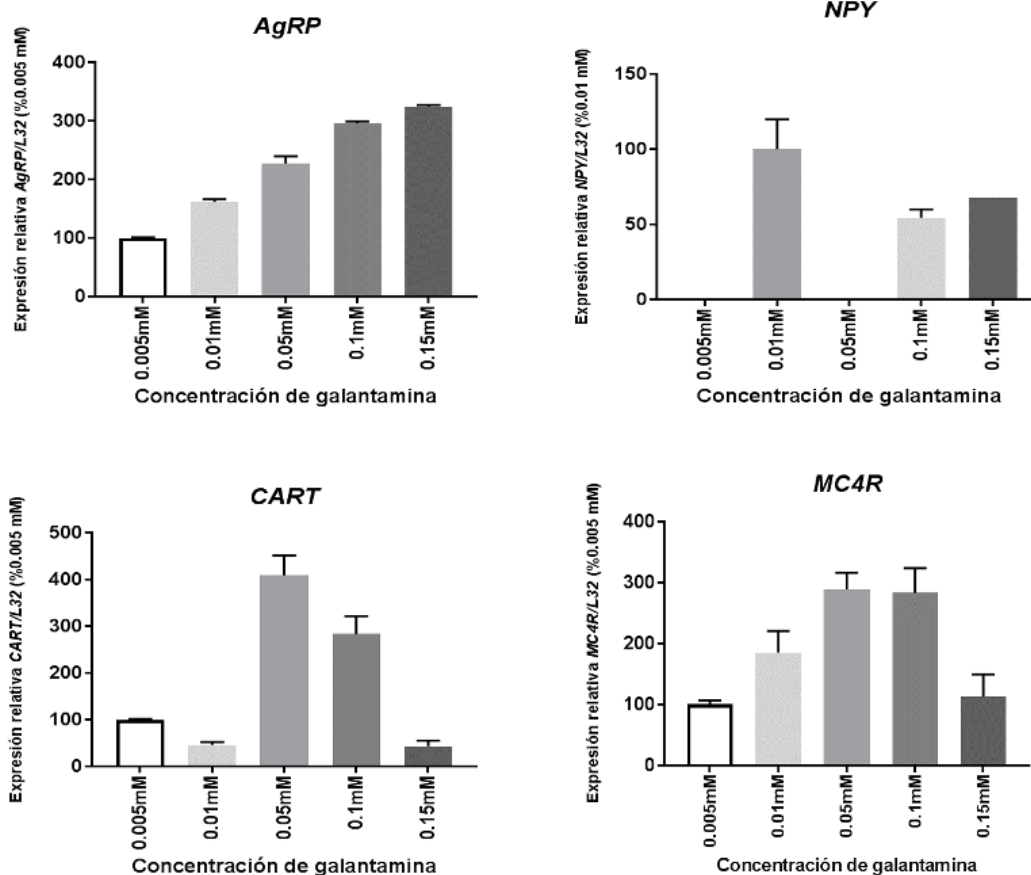 AgRP
Expresión relativa AgRP/L32 (%0.005 mM)
400
300
200
100
0
0.005mM
0.01mM
0.05mM
0.1mM
0.15mM
Concentración de galantamina
NPY
Expresión relativa NPY/L32 (%0.01 mM)
150
100
50
0
0.005mM
0.01mM
0.05mM
0.1mM
0.15mM
Concentración de galantamina
CART
Expresión relativa CART/L32 (%0.005 mM)
500
400
300
200
100
0
0.005mM
0.01mM
0.05mM
0.1mM
0.15mM
Concentración de galantamina
MC4R
Expresión relativa MC4R/L32 (%0.005 mM)
400
300
200
100
0
0.005mM
0.01mM
0.05mM
0.1mM
0.15mM
Concentración de galantamina